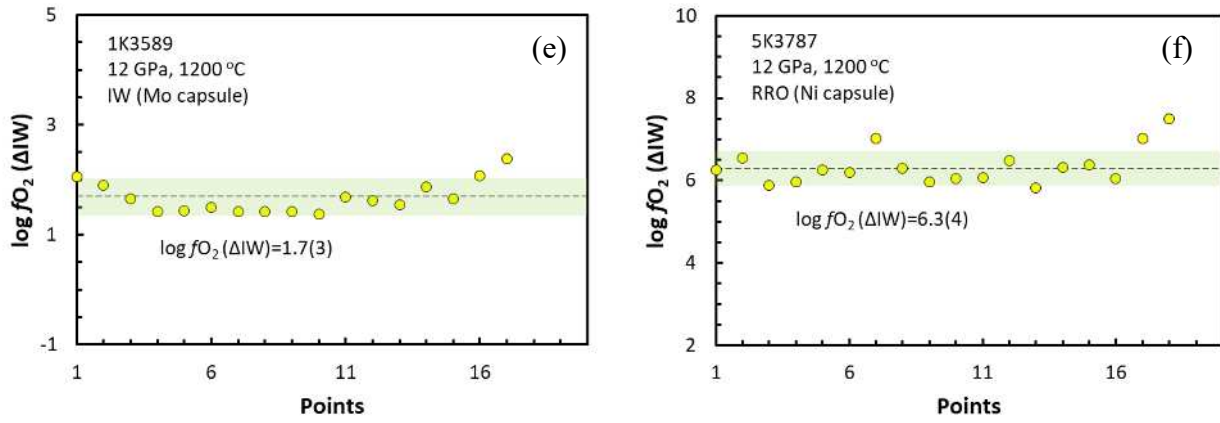 5
1K3589
12 GPa, 1200 °C
IW (Mo capsule)
(e)
3
log fO₂ (ΔIW)
1
log fO₂ (ΔIW)=1.7(3)
-1
1 6 11 16
Points
10
5K3787
12 GPa, 1200 °C
RRO (Ni capsule)
(f)
8
log fO₂ (ΔIW)
6
log fO₂ (ΔIW)=6.3(4)
4
2
1 6 11 16
Points